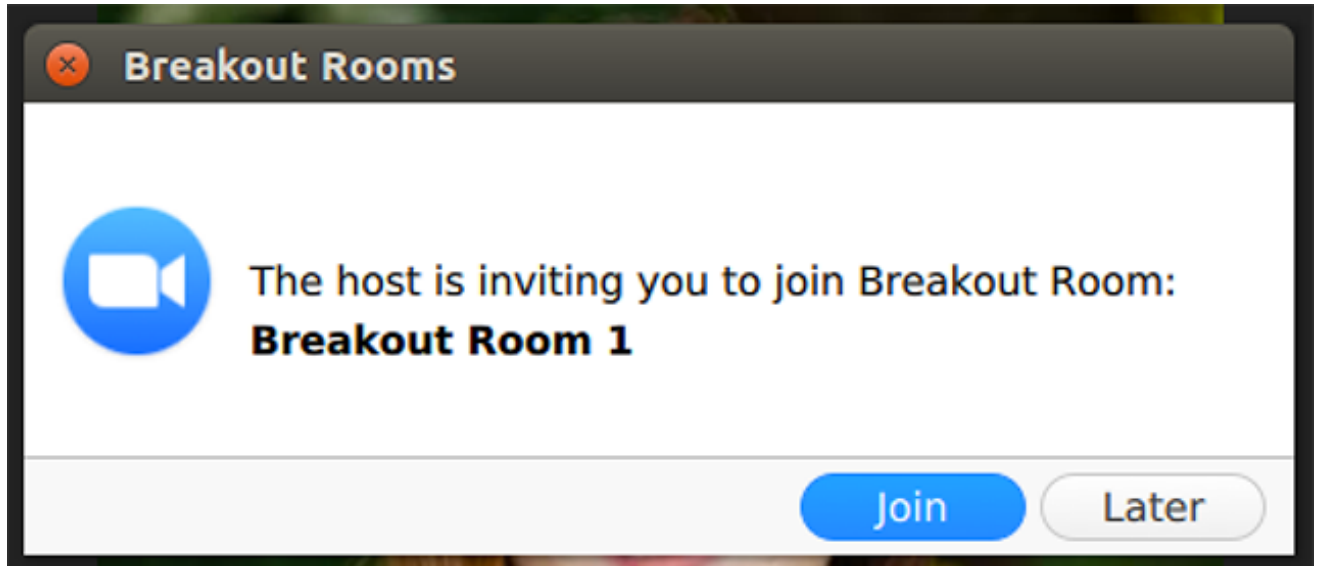 Breakout Rooms
The host is inviting you to join Breakout Room:
Breakout Room 1
Join
Later